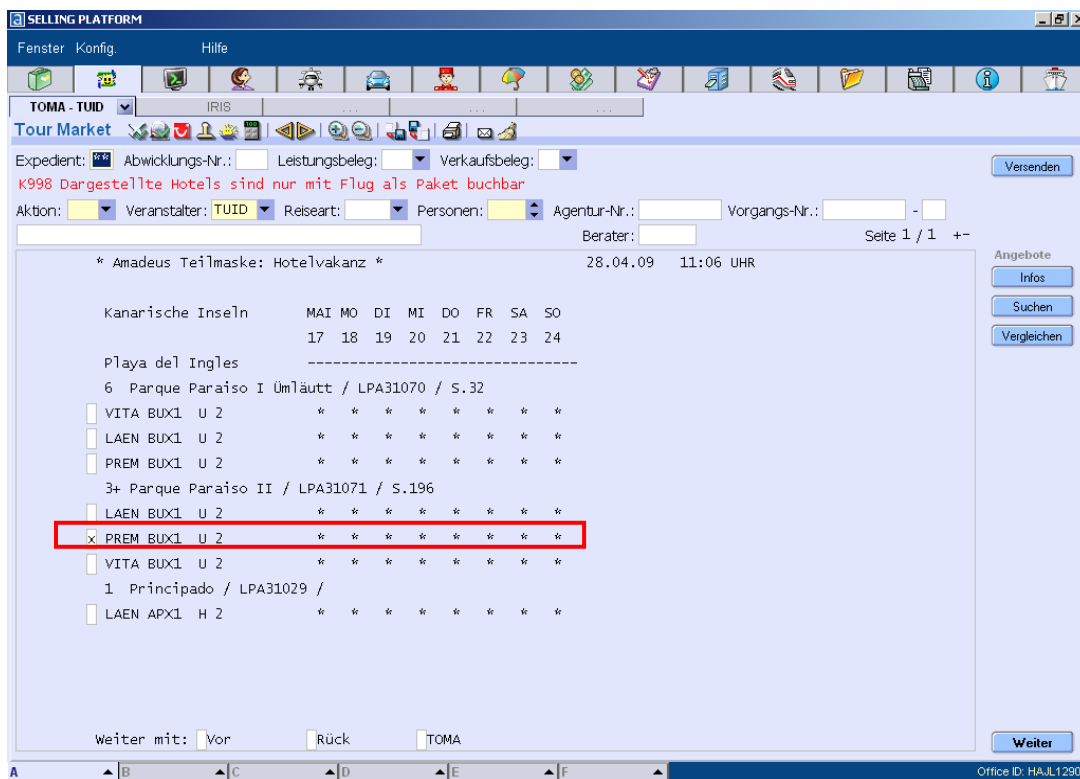 SELLING PLATFORM
Fenster Konfig. Hilfe
TOMA - TUID IRIS ... ... ...
Tour Market
Expedient: ** Abwicklungs-Nr.: Leistungsbeleg: Verkaufsbeleg: Versenden
K998 Dargestellte Hotels sind nur mit Flug als Paket buchbar
Aktion: Veranstalter: TUID Reiseart: Personen: Agentur-Nr.: Vorgangs-Nr.: -
Berater: Seite 1 / 1 +-
* Amadeus Teilmaske: Hotelvakanz * 28.04.09 11:06 UHR
Angebote
Infos
Suchen
Vergleichen
Kanarische Inseln MAI MO DI MI DO FR SA SO
17 18 19 20 21 22 23 24
Playa del Ingles --------------------------------
6 Parque Paraiso I Ümläutt / LPA31070 / S.32
VITA BUX1 U 2 * * * * * * * *
LAEN BUX1 U 2 * * * * * * * *
PREM BUX1 U 2 * * * * * * * *
3+ Parque Paraiso II / LPA31071 / S.196
LAEN BUX1 U 2 * * * * * * * *
x PREM BUX1 U 2 * * * * * * * *
VITA BUX1 U 2 * * * * * * * *
1 Principado / LPA31029 /
LAEN APX1 H 2 * * * * * * * *
Weiter mit: Vor Rück TOMA
Weiter
A B C D E F Office ID: HAJL1290